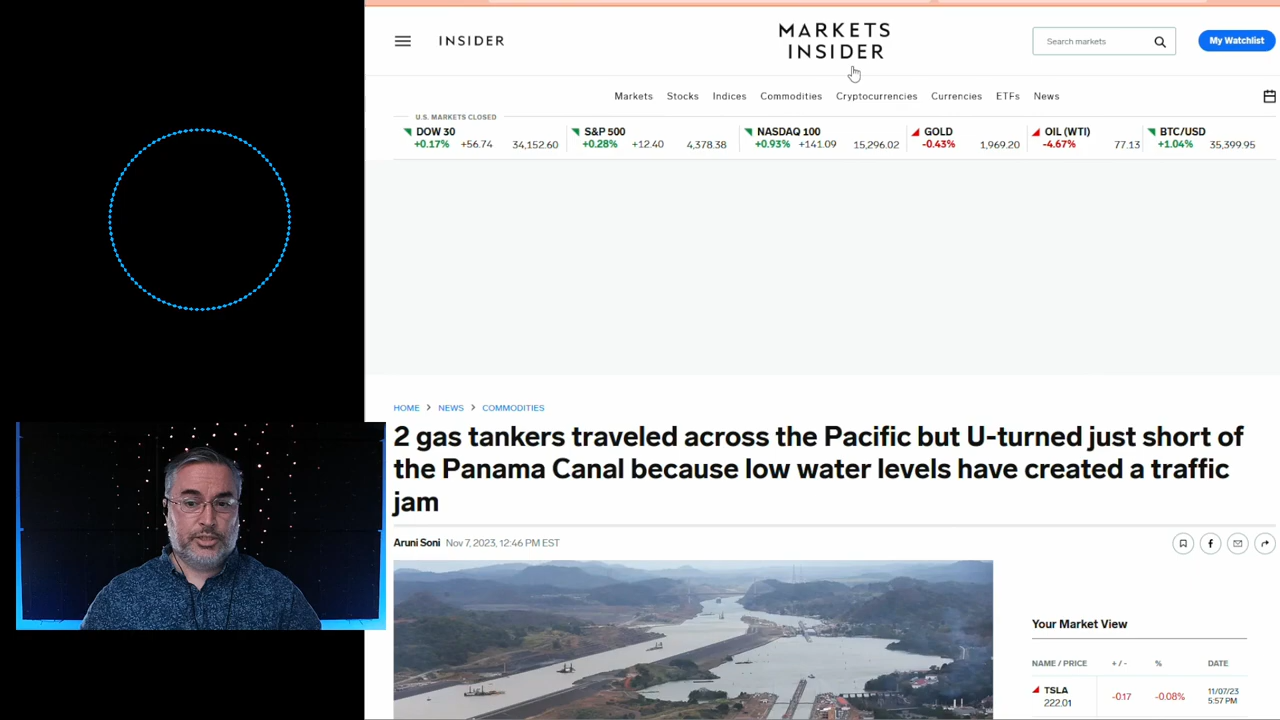 INSIDER
MARKETS
INSIDER
Search markets
My Watchlist
Markets Stocks Indices Commodities Cryptocurrencies Currencies ETFs News
U.S. MARKETS CLOSED
DOW 30
+0.17% +56.74 34,152.60
S&P 500
+0.28% +12.40 4,378.38
NASDAQ 100
+0.93% +141.09 15,296.02
GOLD
-0.43% 1,969.20
OIL (WTI)
-4.67% 77.13
BTC/USD
+1.04% 35,399.95
HOME > NEWS > COMMODITIES
2 gas tankers traveled across the Pacific but U-turned just short of
the Panama Canal because low water levels have created a traffic
jam
Aruni Soni Nov 7, 2023, 12:46 PM EST
Your Market View
NAME / PRICE + / - % DATE
TSLA
222.01
-0.17 -0.08%
11/07/23
5:57 PM